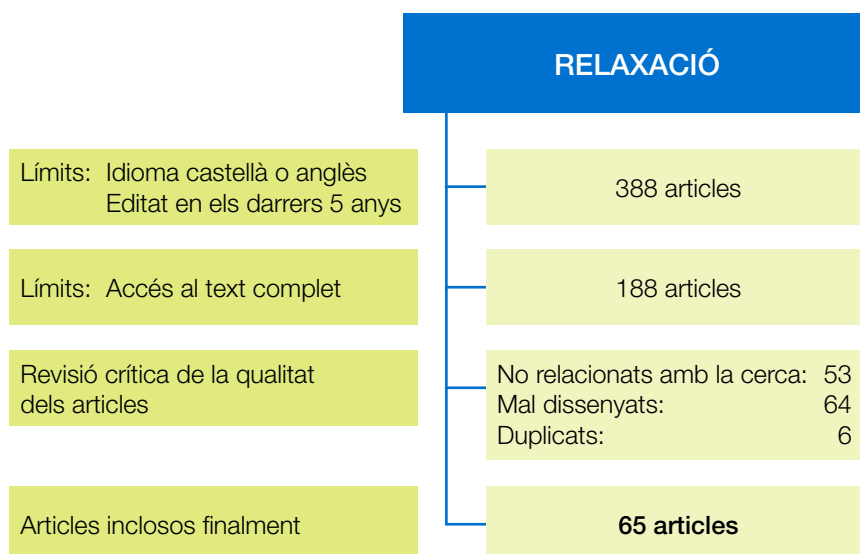 RELAXACIÓ
Límits: Idioma castellà o anglès
Editat en els darrers 5 anys
388 articles
Límits: Accés al text complet
188 articles
Revisió crítica de la qualitat
dels articles
No relacionats amb la cerca: 53
Mal dissenyats: 64
Duplicats: 6
Articles inclosos finalment
65 articles